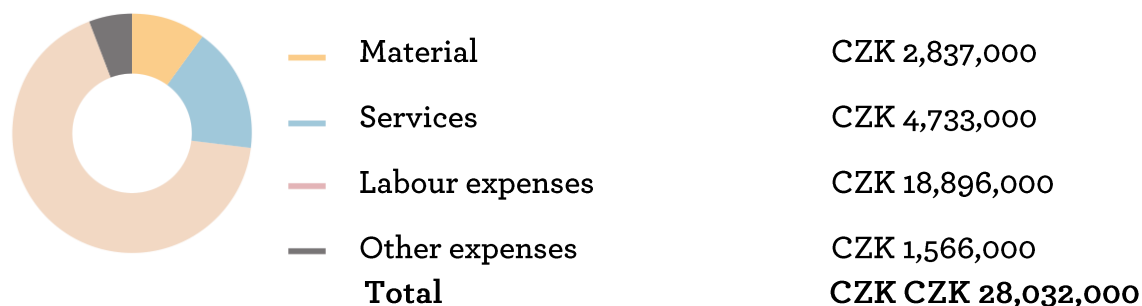 Material CZK 2,837,000
Services CZK 4,733,000
Labour expenses CZK 18,896,000
Other expenses CZK 1,566,000
Total CZK CZK 28,032,000